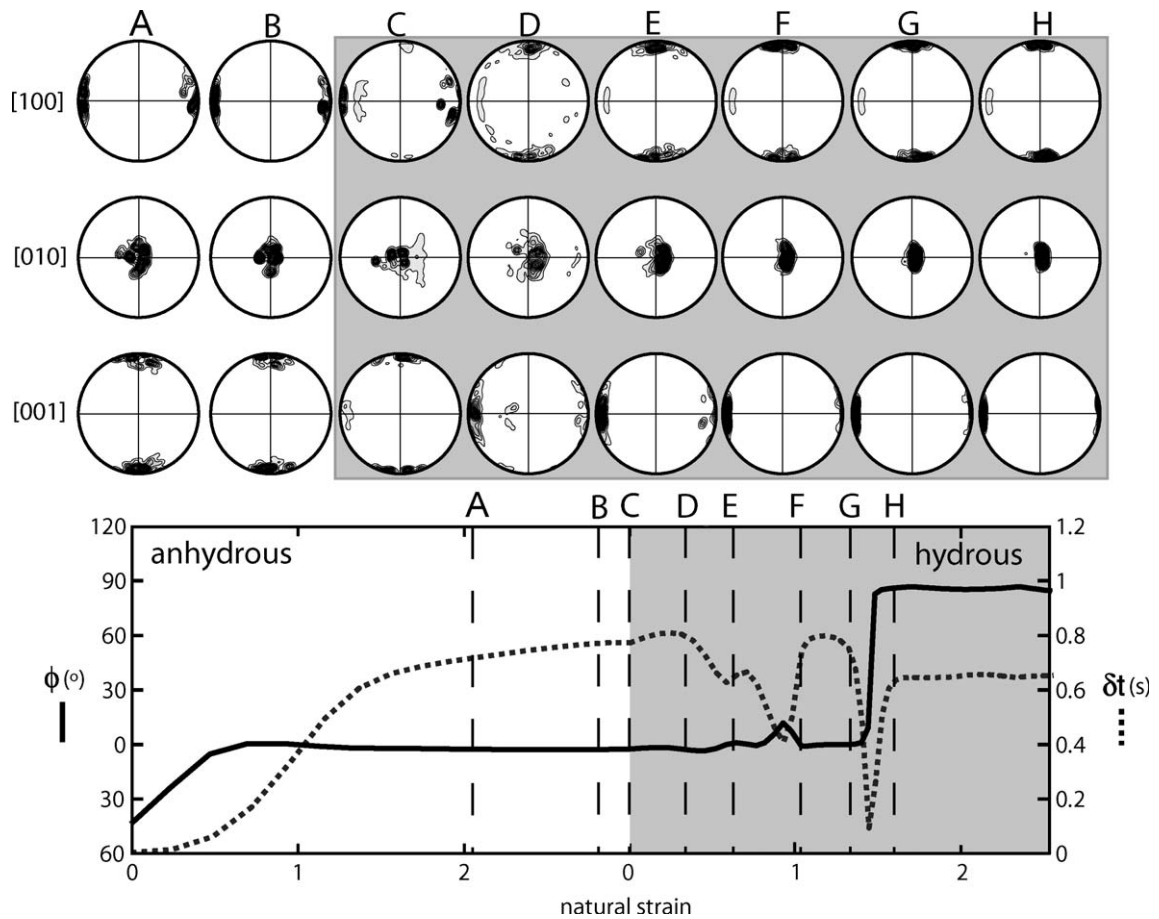 A B C D E F G H
[100]
[010]
[001]
A B C D E F G H
120 1.2
anhydrous hydrous
90 1
60 0.8
ϕ(º) 30 0.6 δt(s)
0 0.4
30 0.2
60 0
0 1 2 0 1 2
natural strain